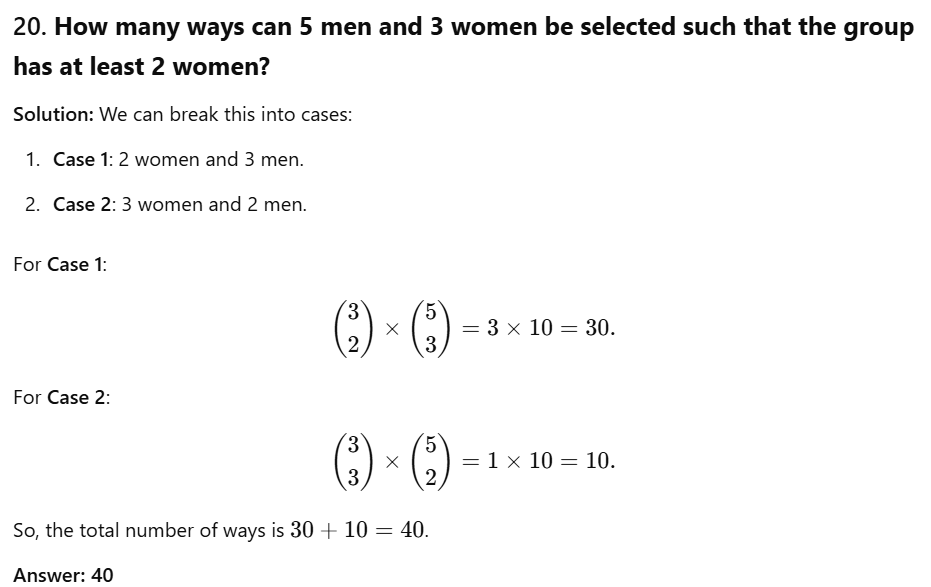 20. How many ways can 5 men and 3 women be selected such that the group
has at least 2 women?
Solution: We can break this into cases:
1. Case 1: 2 women and 3 men.
2. Case 2: 3 women and 2 men.
For Case 1:
(3 2) × (5 3) = 3 × 10 = 30.
For Case 2:
(3 3) × (5 2) = 1 × 10 = 10.
So, the total number of ways is 30 + 10 = 40.
Answer: 40